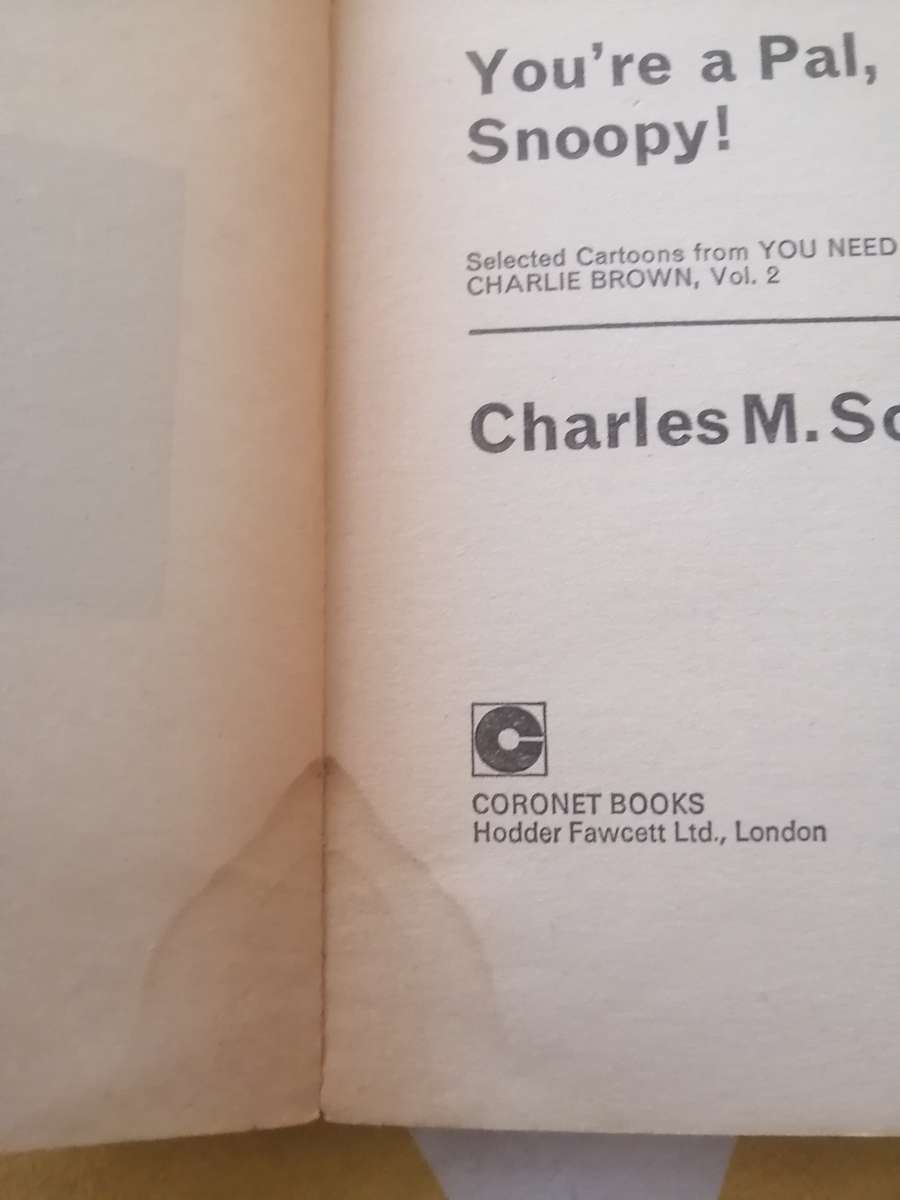 You're a Pal,
Snoopy!
Selected Cartoons from YOU NEED
CHARLIE BROWN, Vol. 2
Charles M.
CORONET BOOKS
Hodder Fawcett Ltd., London